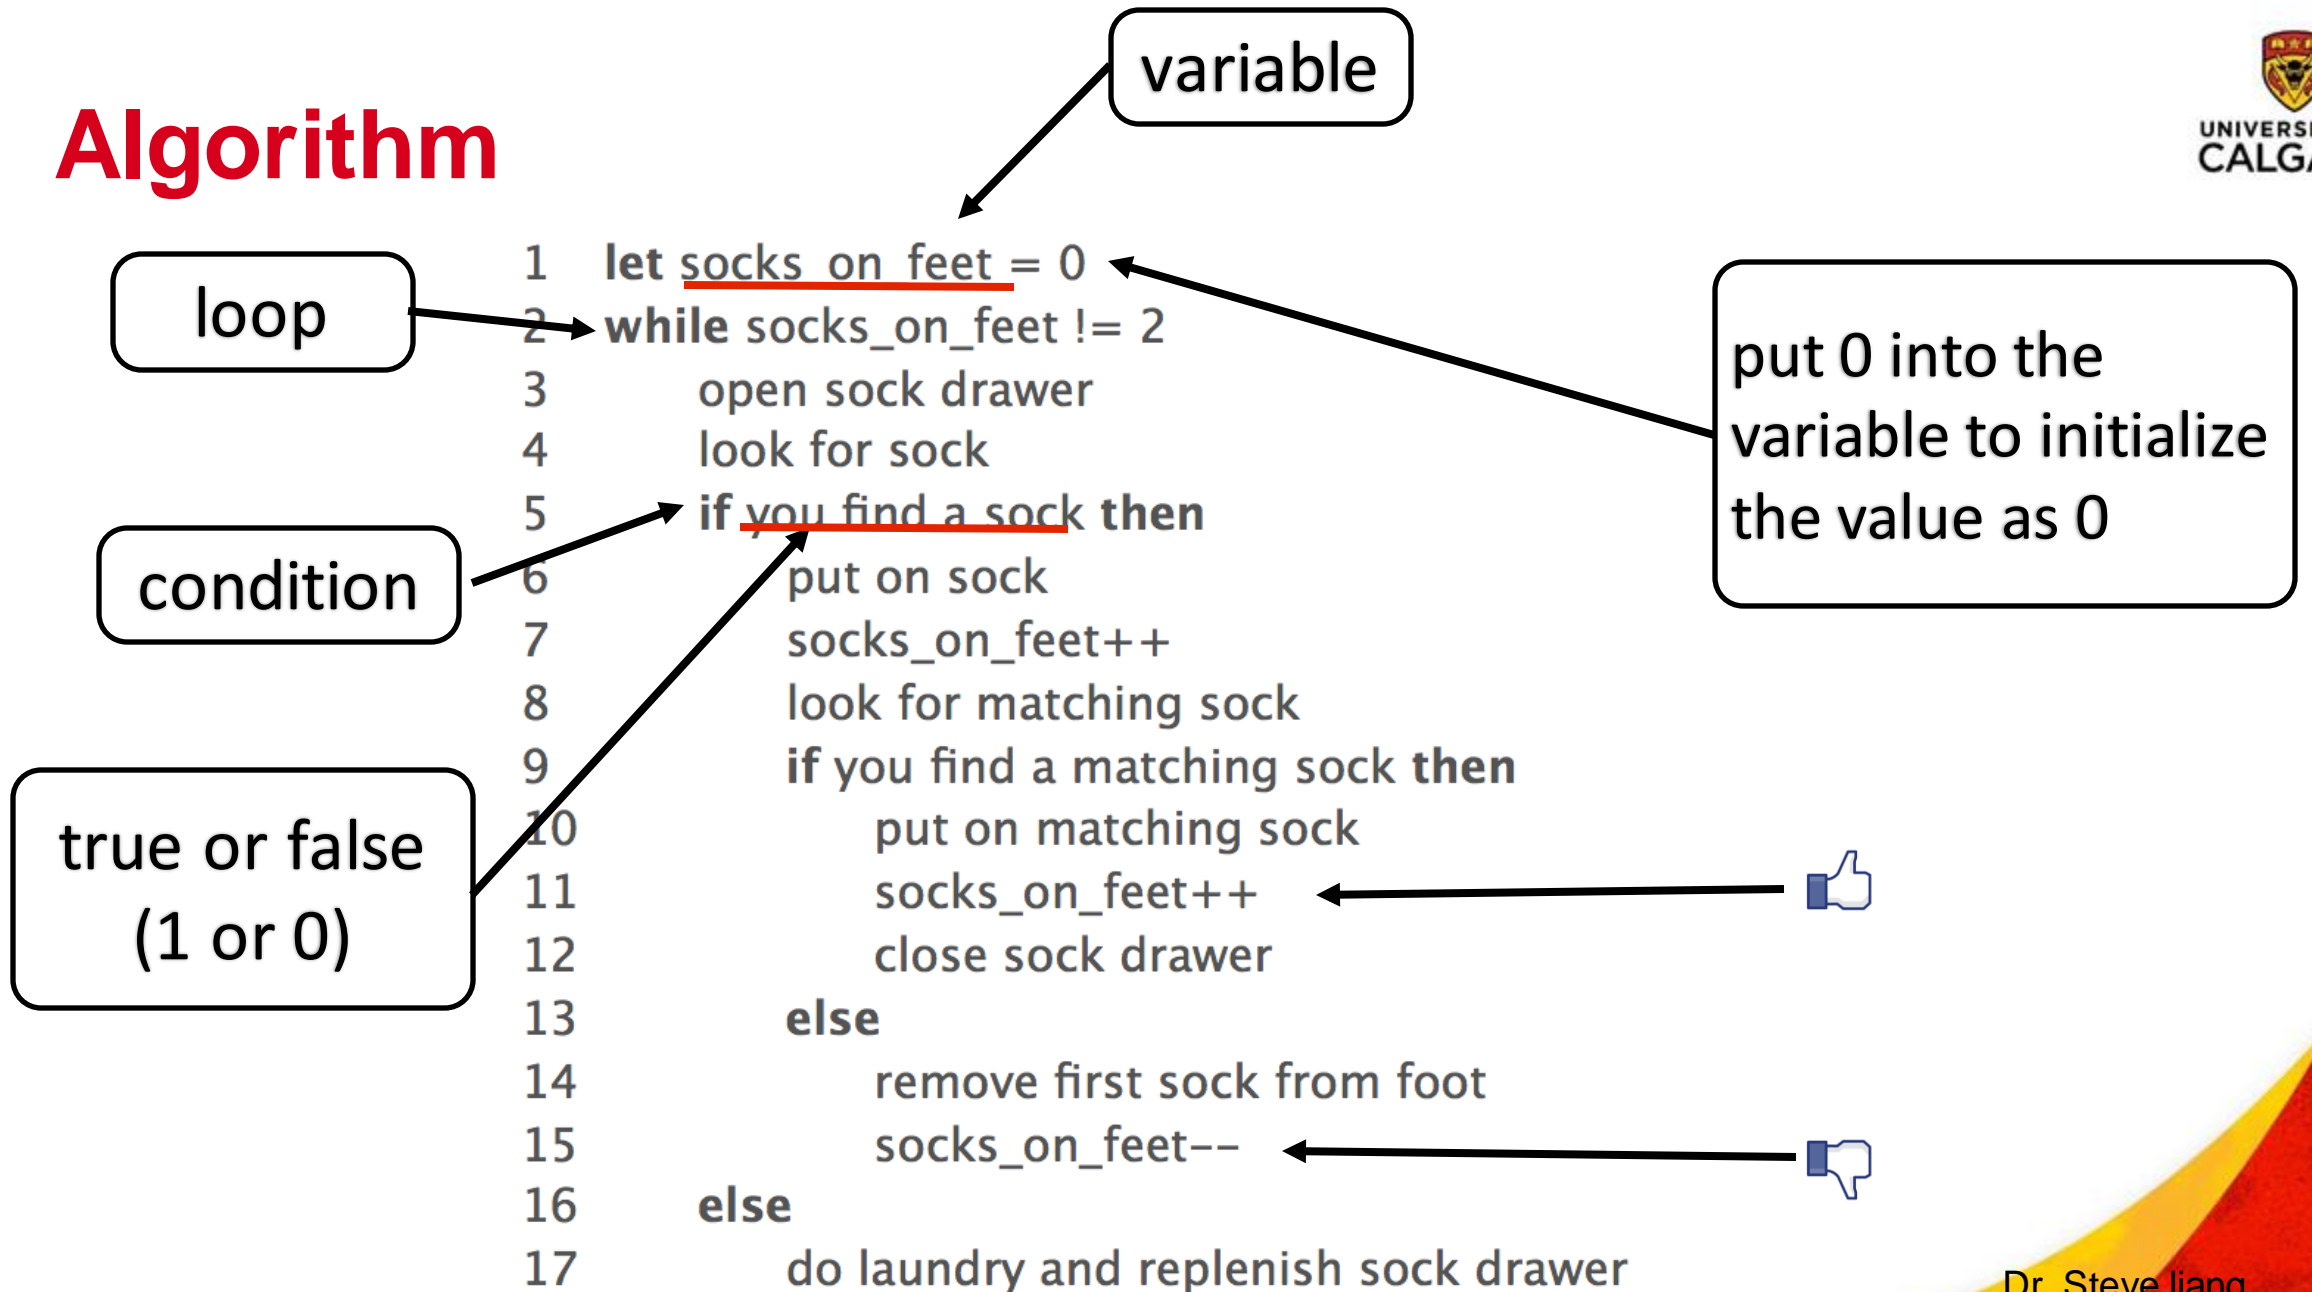 variable
Algorithm
UNIVERSI
CALGA
loop
condition
true or false
(1 or 0)
1 let socks_on_feet = 0
2 while socks_on_feet != 2
3 open sock drawer
4 look for sock
5 if you find a sock then
6 put on sock
7 socks_on_feet++
8 look for matching sock
9 if you find a matching sock then
10 put on matching sock
11 socks_on_feet++
12 close sock drawer
13 else
14 remove first sock from foot
15 socks_on_feet--
16 else
17 do laundry and replenish sock drawer
put 0 into the
variable to initialize
the value as 0
Dr. Steve liang